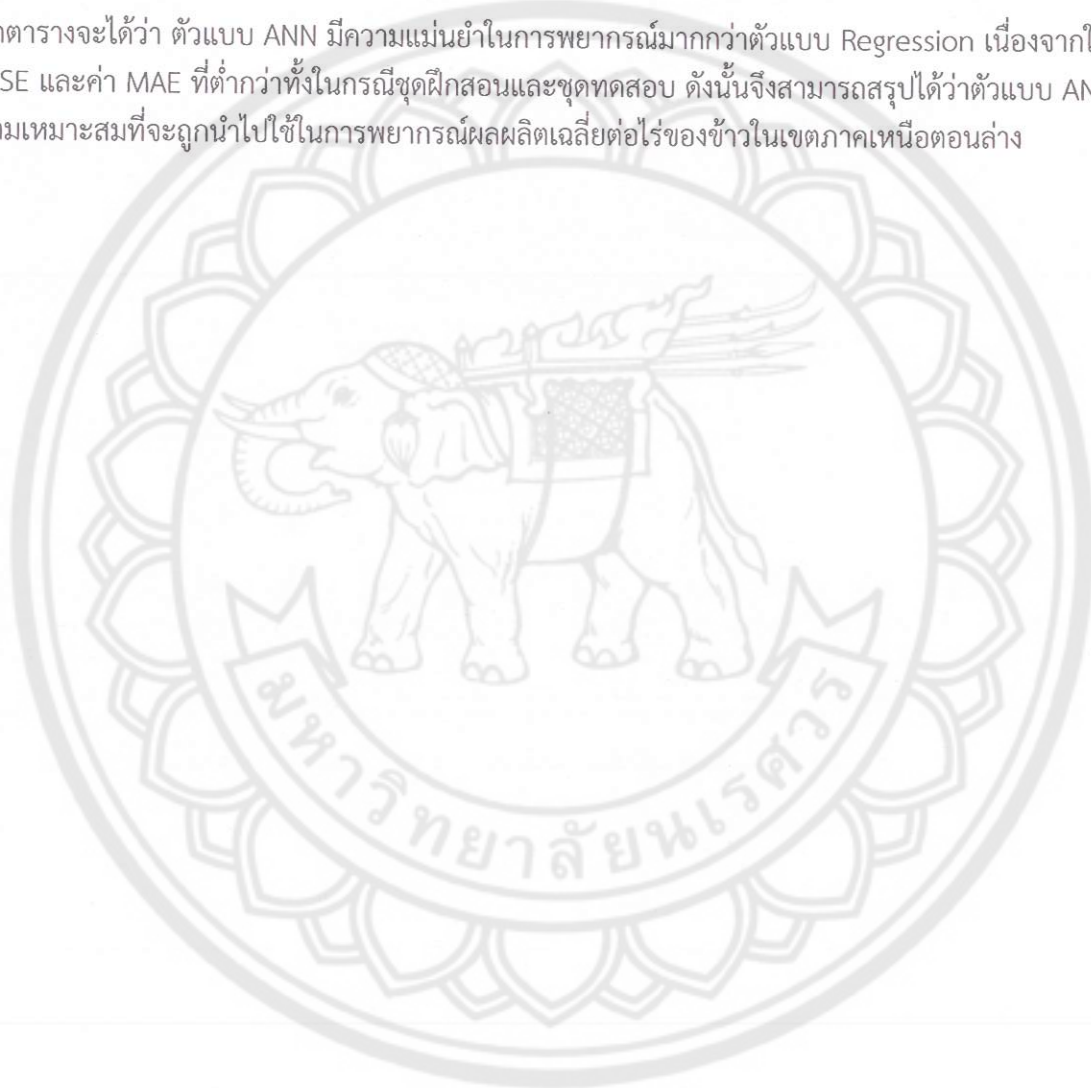 ตารางจะได้ว่า ตัวแบบ ANN มีความแม่นยำในการพยากรณ์มากกว่าตัวแบบ Regression เนื่องจาก
SE และค่า MAE ที่ต่ำกว่าทั้งในกรณีชุดฝึกสอนและชุดทดสอบ ดังนั้นจึงสามารถสรุปได้ว่าตัวแบบ AN
ามเหมาะสมที่จะถูกนำไปใช้ในการพยากรณ์ผลผลิตเฉลี่ยต่อไร่ของข้าวในเขตภาคเหนือตอนล่าง
มหาวิทยาลัยนเรศวร